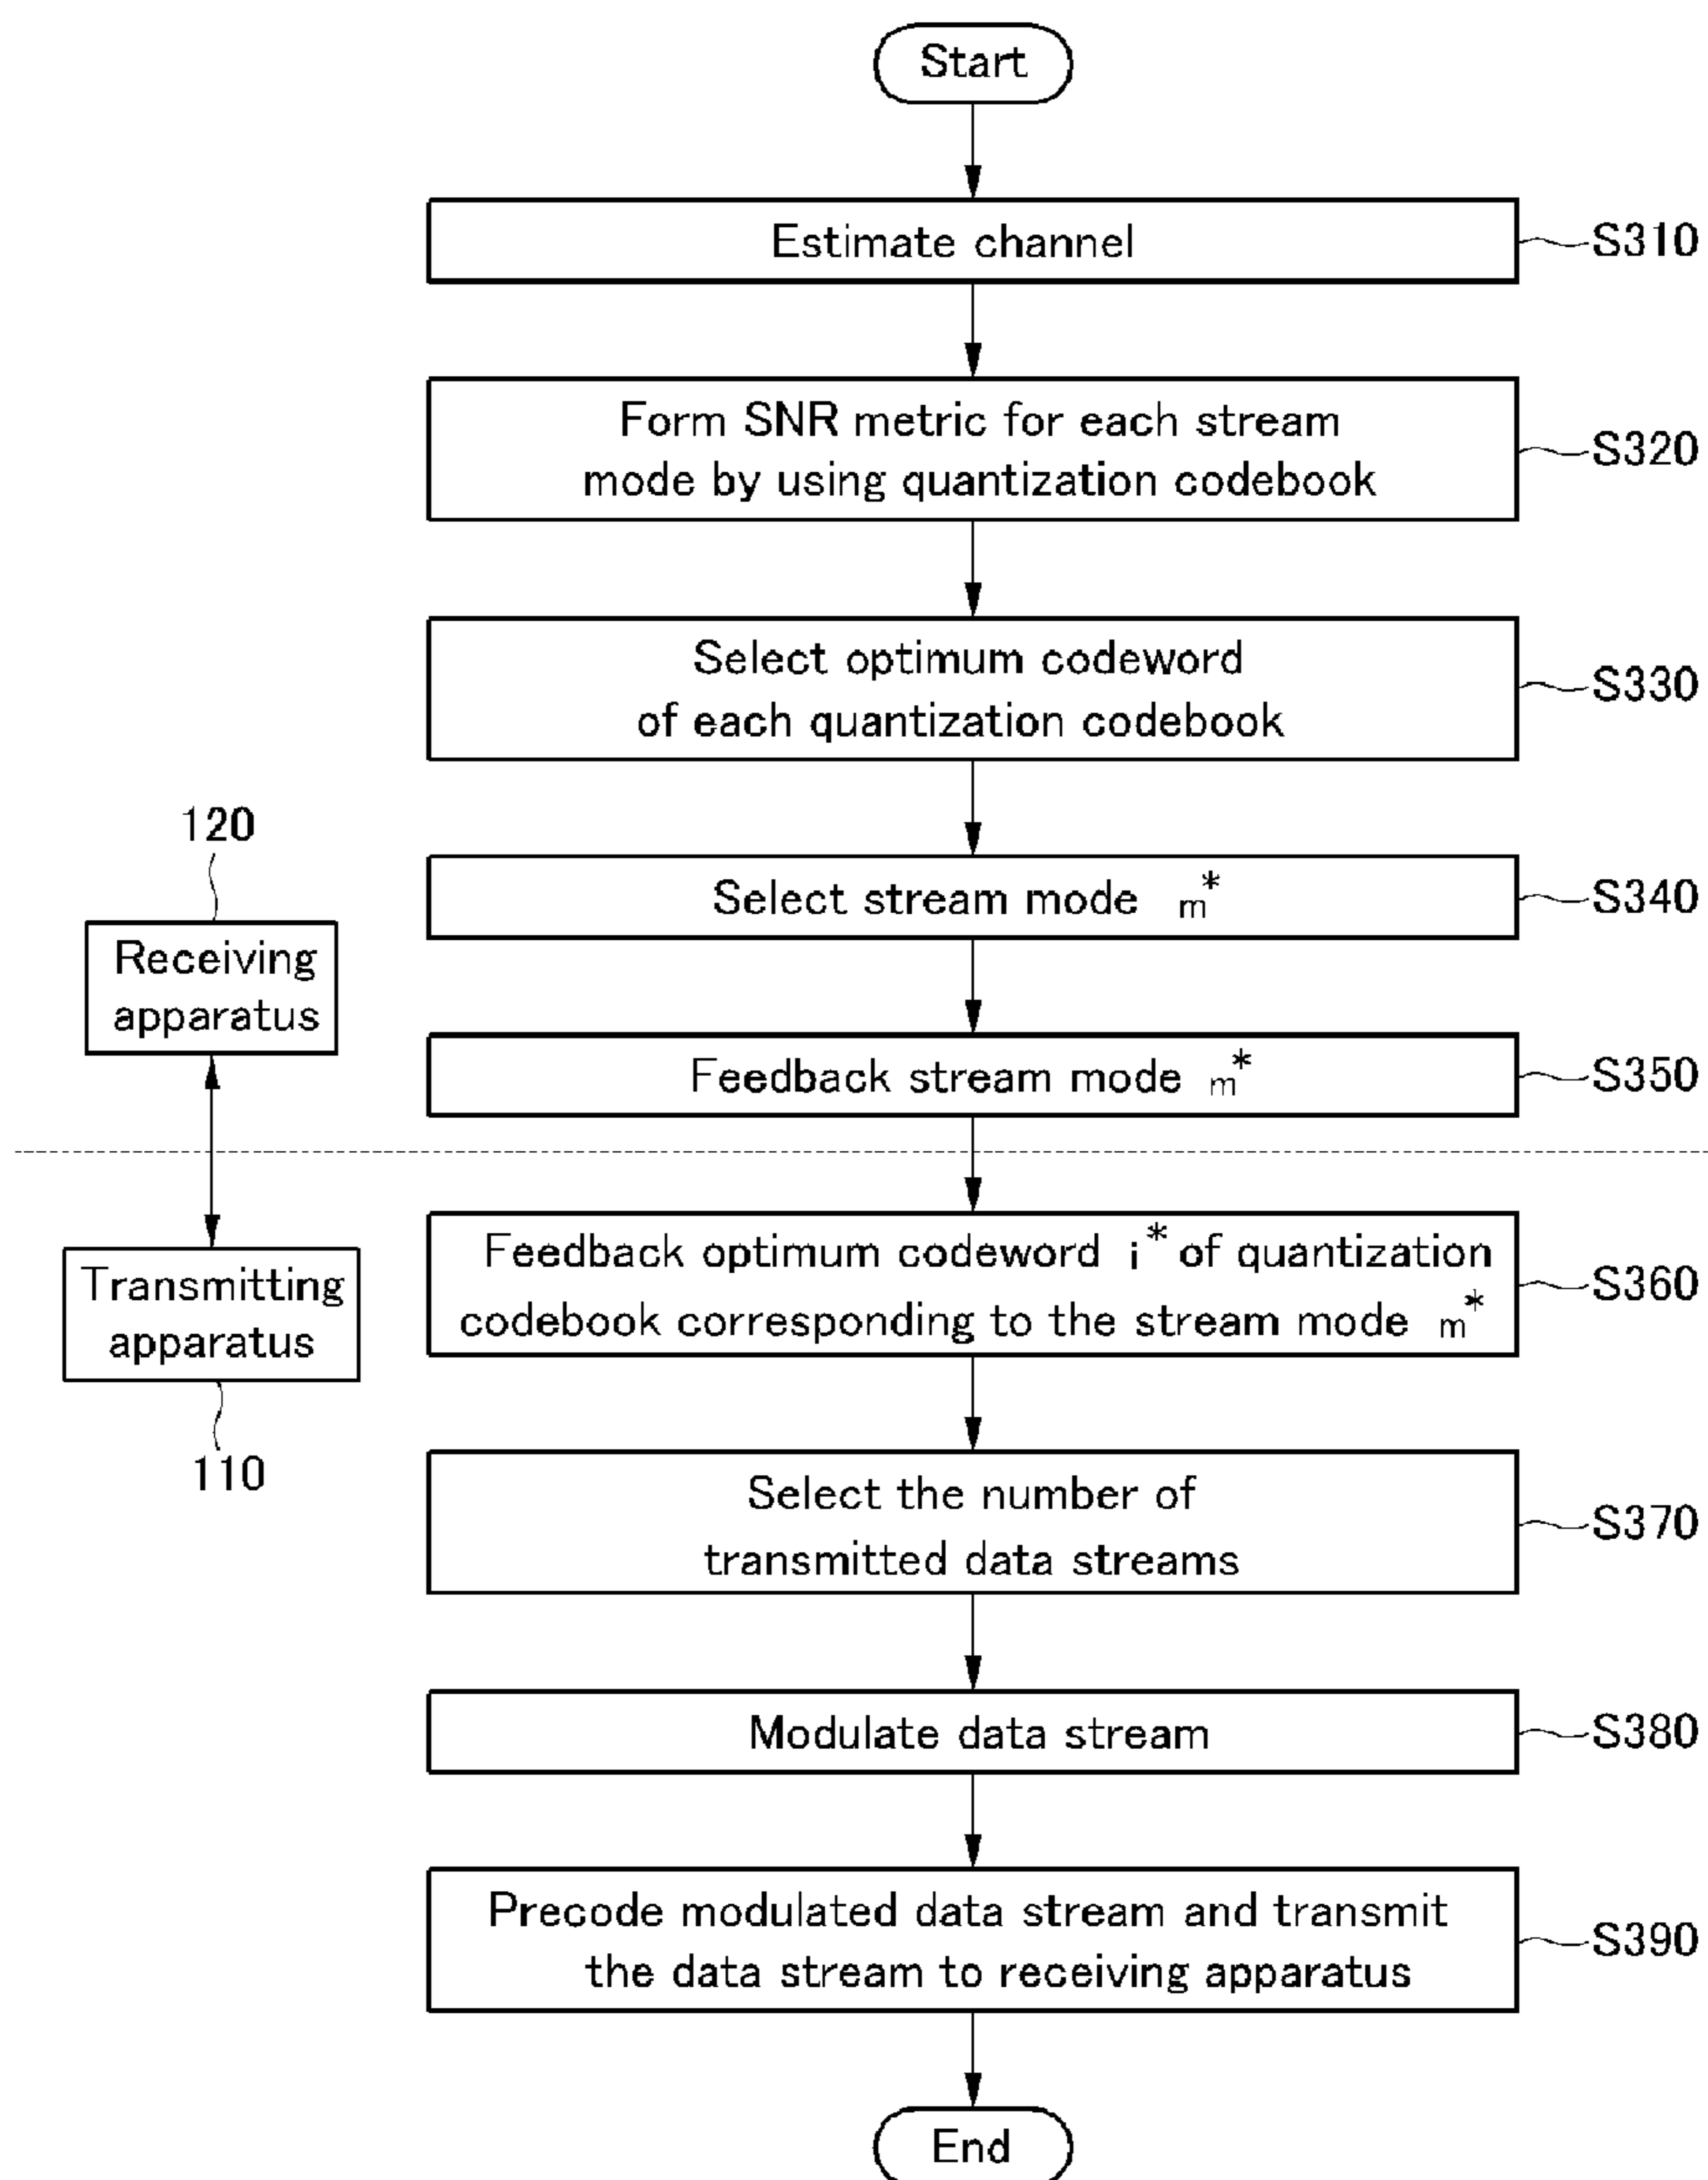 Start
Estimate channel
S310
Form SNR metric for each stream
mode by using quantization codebook
S320
Select optimum codeword
of each quantization codebook
S330
Select stream mode m*
S340
Feedback stream mode m*
S350
120
Receiving
apparatus
Transmitting
apparatus
110
Feedback optimum codeword i* of quantization
codebook corresponding to the stream mode m*
S360
Select the number of
transmitted data streams
S370
Modulate data stream
S380
Precode modulated data stream and transmit
the data stream to receiving apparatus
S390
End